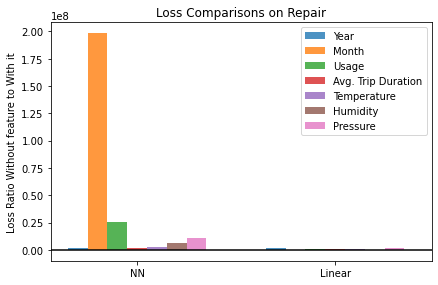 Loss Comparisons on Repair
1e8
Loss Ratio Without feature to With it
2.00
1.75
1.50
1.25
1.00
0.75
0.50
0.25
0.00
Year
Month
Usage
Avg. Trip Duration
Temperature
Humidity
Pressure
NN
Linear